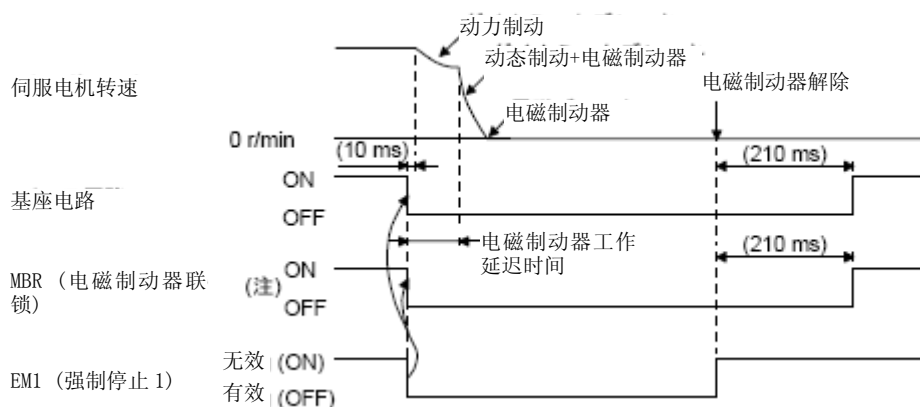 动力制动
动态制动+电磁制动器
伺服电机转速
电磁制动器解除
电磁制动器
0 r/min
(10 ms)
(210 ms)
ON
基座电路
OFF
电磁制动器工作
延迟时间
(210 ms)
ON
MBR (电磁制动器联
锁)
(注)
OFF
无效 (ON)
EM1 (强制停止 1)
有效 (OFF)